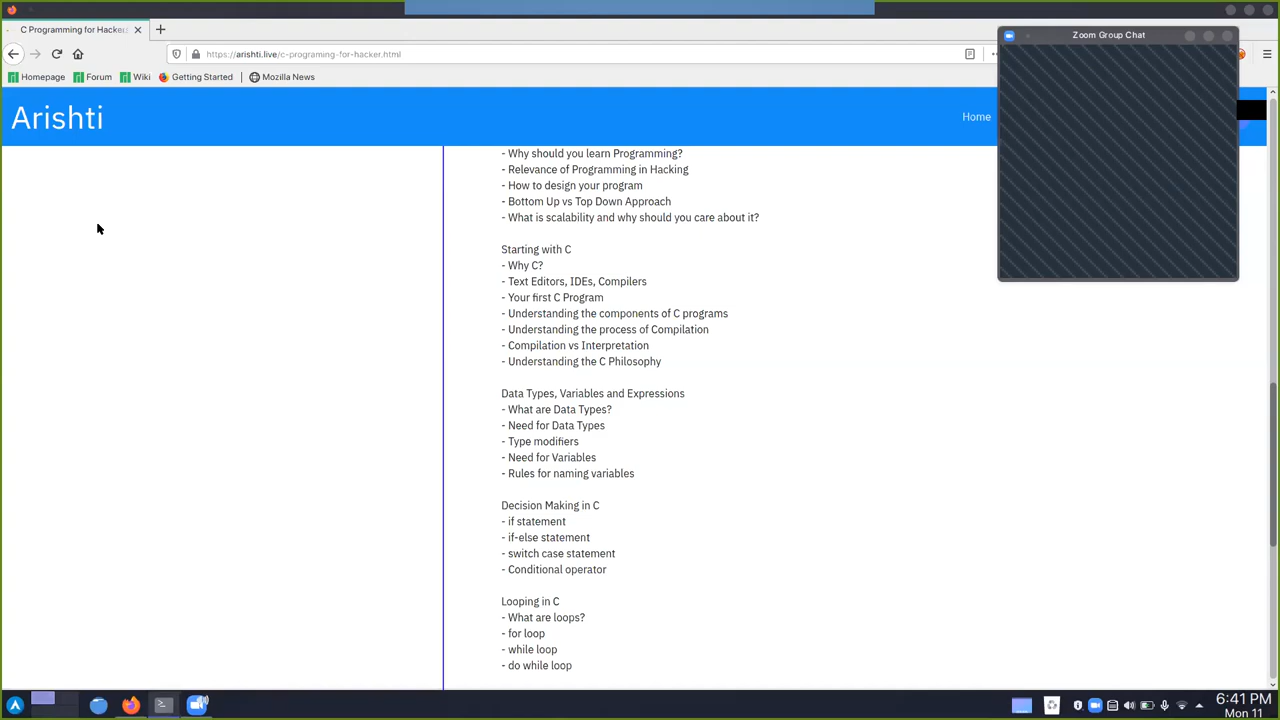 C Programming for Hacker
Zoom Group Chat
https://arishti.live/c-programing-for-hacker.html
Homepage
Forum
Wiki
Getting Started
Mozilla News
Arishti
Home
- Why should you learn Programming?
- Relevance of Programming in Hacking
- How to design your program
- Bottom Up vs Top Down Approach
- What is scalability and why should you care about it?
Starting with C
- Why C?
- Text Editors, IDEs, Compilers
- Your first C Program
- Understanding the components of C programs
- Understanding the process of Compilation
- Compilation vs Interpretation
- Understanding the C Philosophy
Data Types, Variables and Expressions
- What are Data Types?
- Need for Data Types
- Type modifiers
- Need for Variables
- Rules for naming variables
Decision Making in C
- if statement
- if-else statement
- switch case statement
- Conditional operator
Looping in C
- What are loops?
- for loop
- while loop
- do while loop
6:41 PM
Mon 11